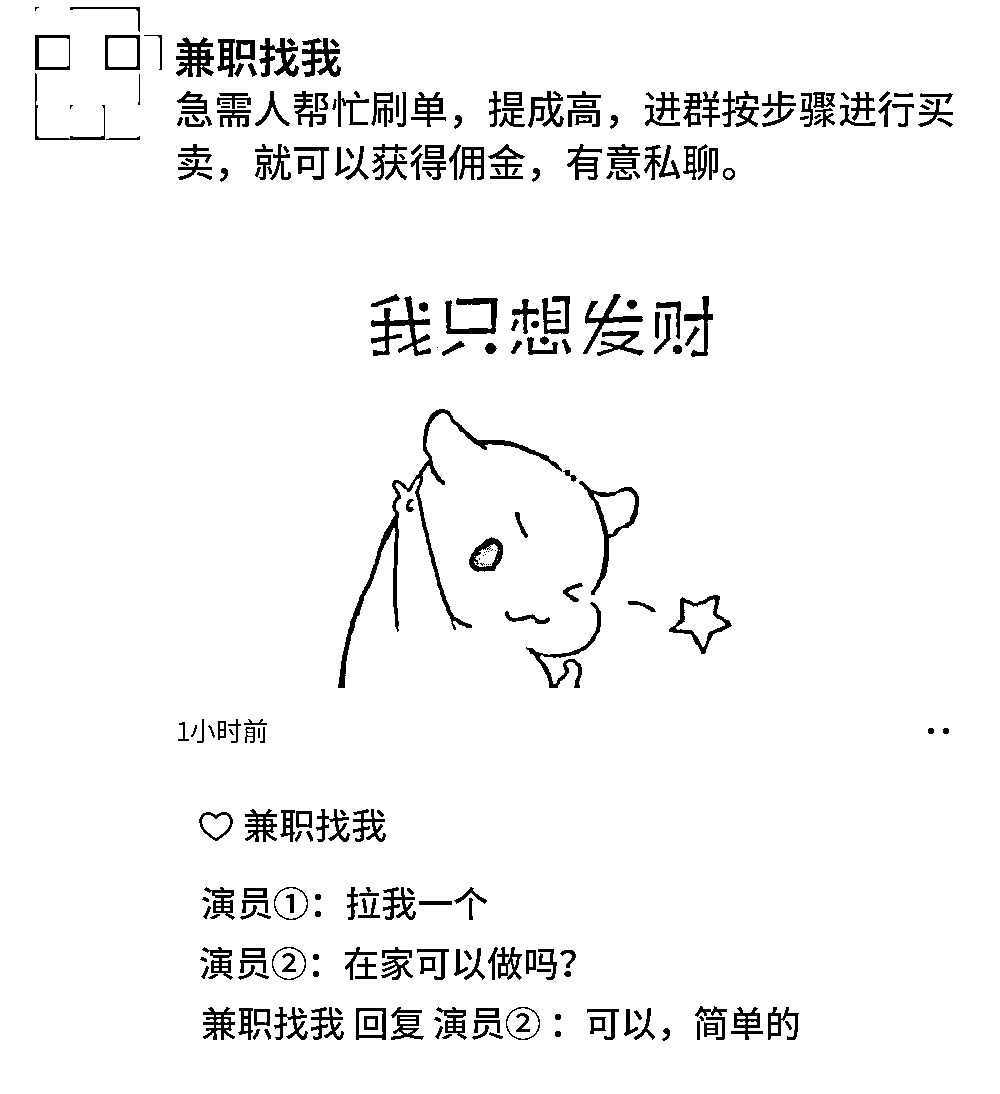 兼职找我
急需人帮忙刷单，提成高，进群按步骤进行买
卖，就可以获得佣金，有意私聊。
我只想发财
1小时前
兼职找我
演员①：拉我一个
演员②：在家可以做吗？
兼职找我 回复 演员②：可以，简单的